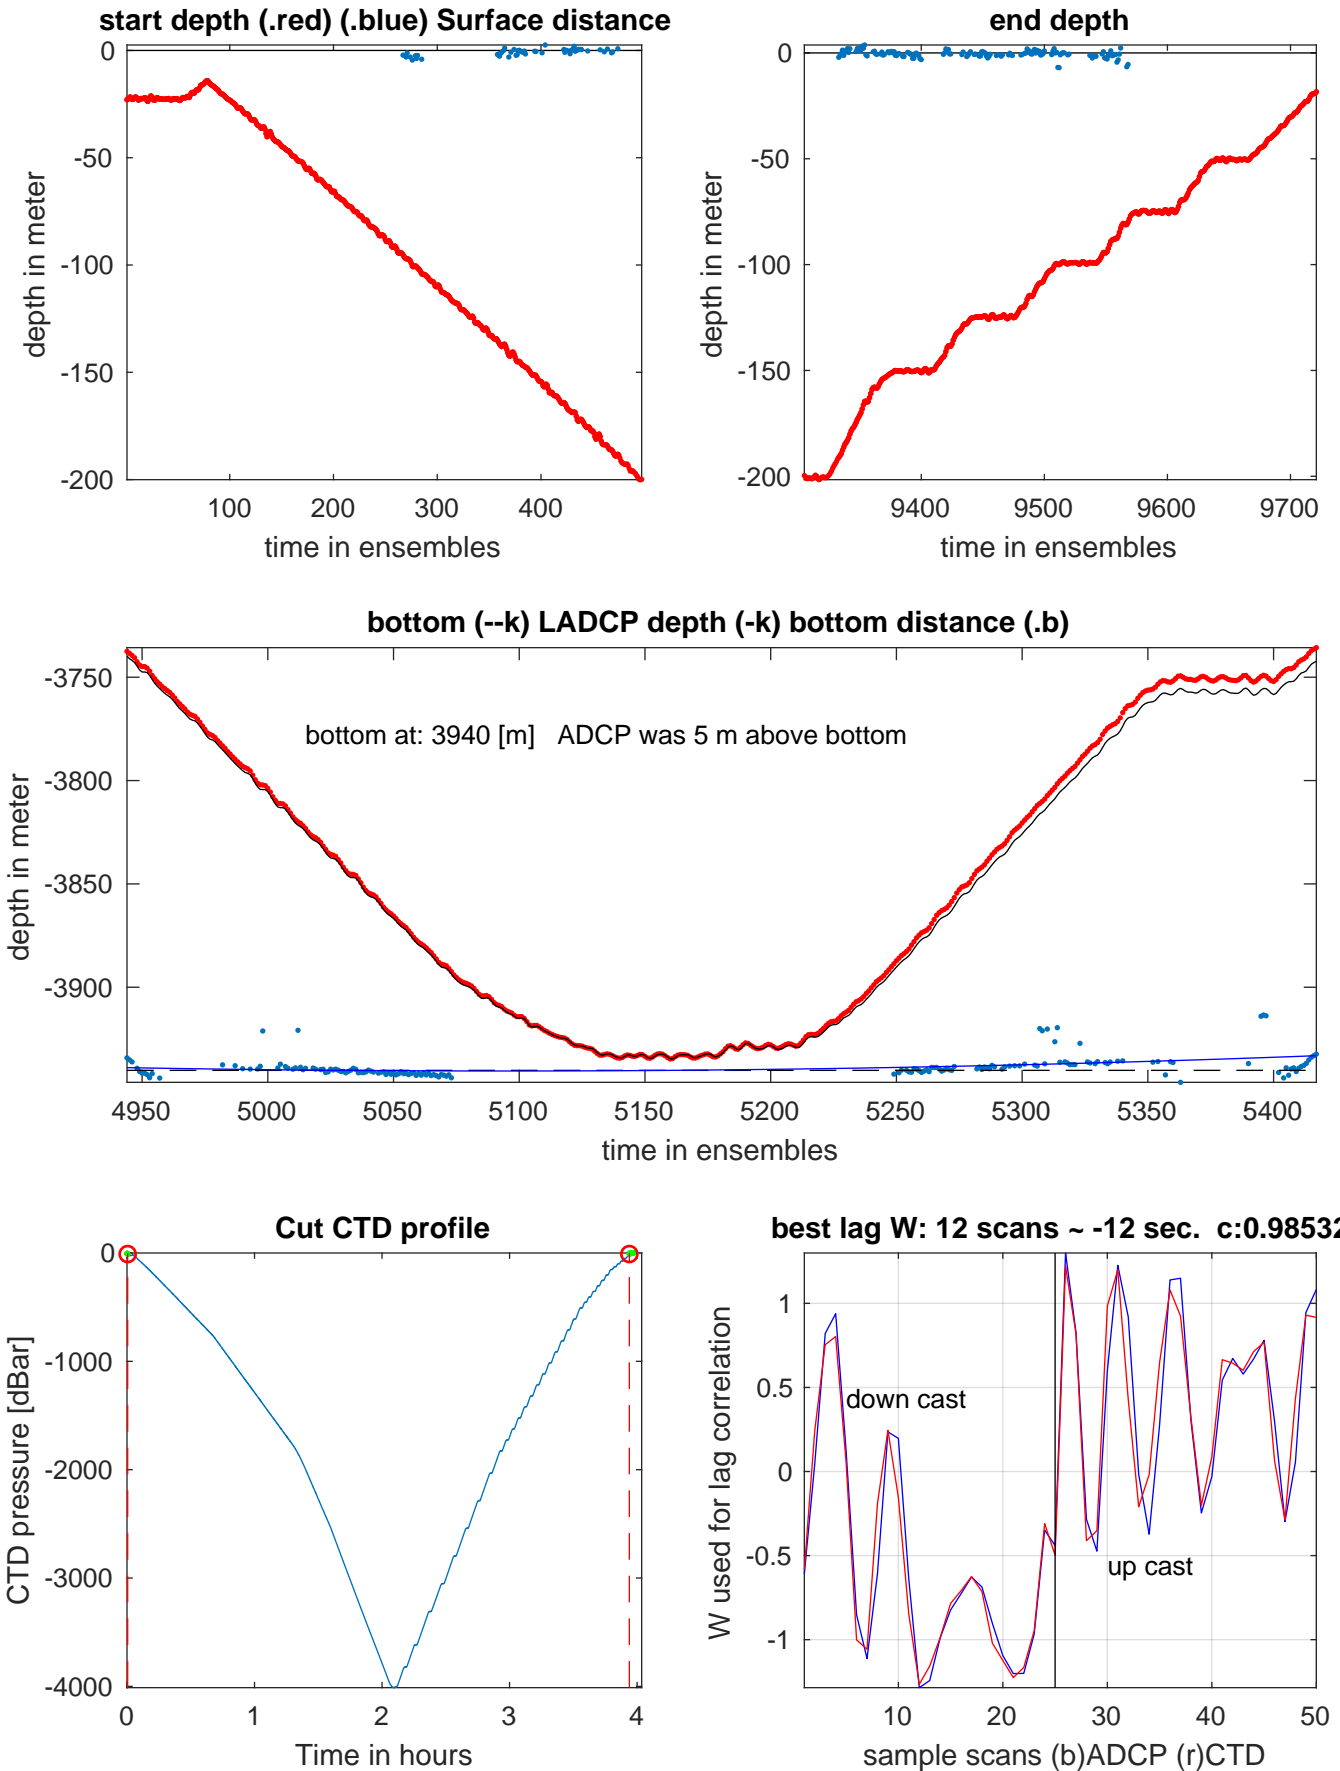 start depth (.red) (.blue) Surface distance
0
-50
-100
-150
-200
depth in meter
100 200 300 400
time in ensembles
end depth
0
-50
-100
-150
-200
depth in meter
9400 9500 9600 9700
time in ensembles
bottom (--k) LADCP depth (-k) bottom distance (.b)
-3750
-3800
-3850
-3900
depth in meter
bottom at: 3940 [m] ADCP was 5 m above bottom
4950 5000 5050 5100 5150 5200 5250 5300 5350 5400
time in ensembles
Cut CTD profile
0
-1000
-2000
-3000
-4000
CTD pressure [dBar]
0 1 2 3 4
Time in hours
best lag W: 12 scans ~ -12 sec. c:0.98532
1
0.5
0
-0.5
-1
W used for lag correlation
down cast
up cast
10 20 30 40 50
sample scans (b)ADCP (r)CTD